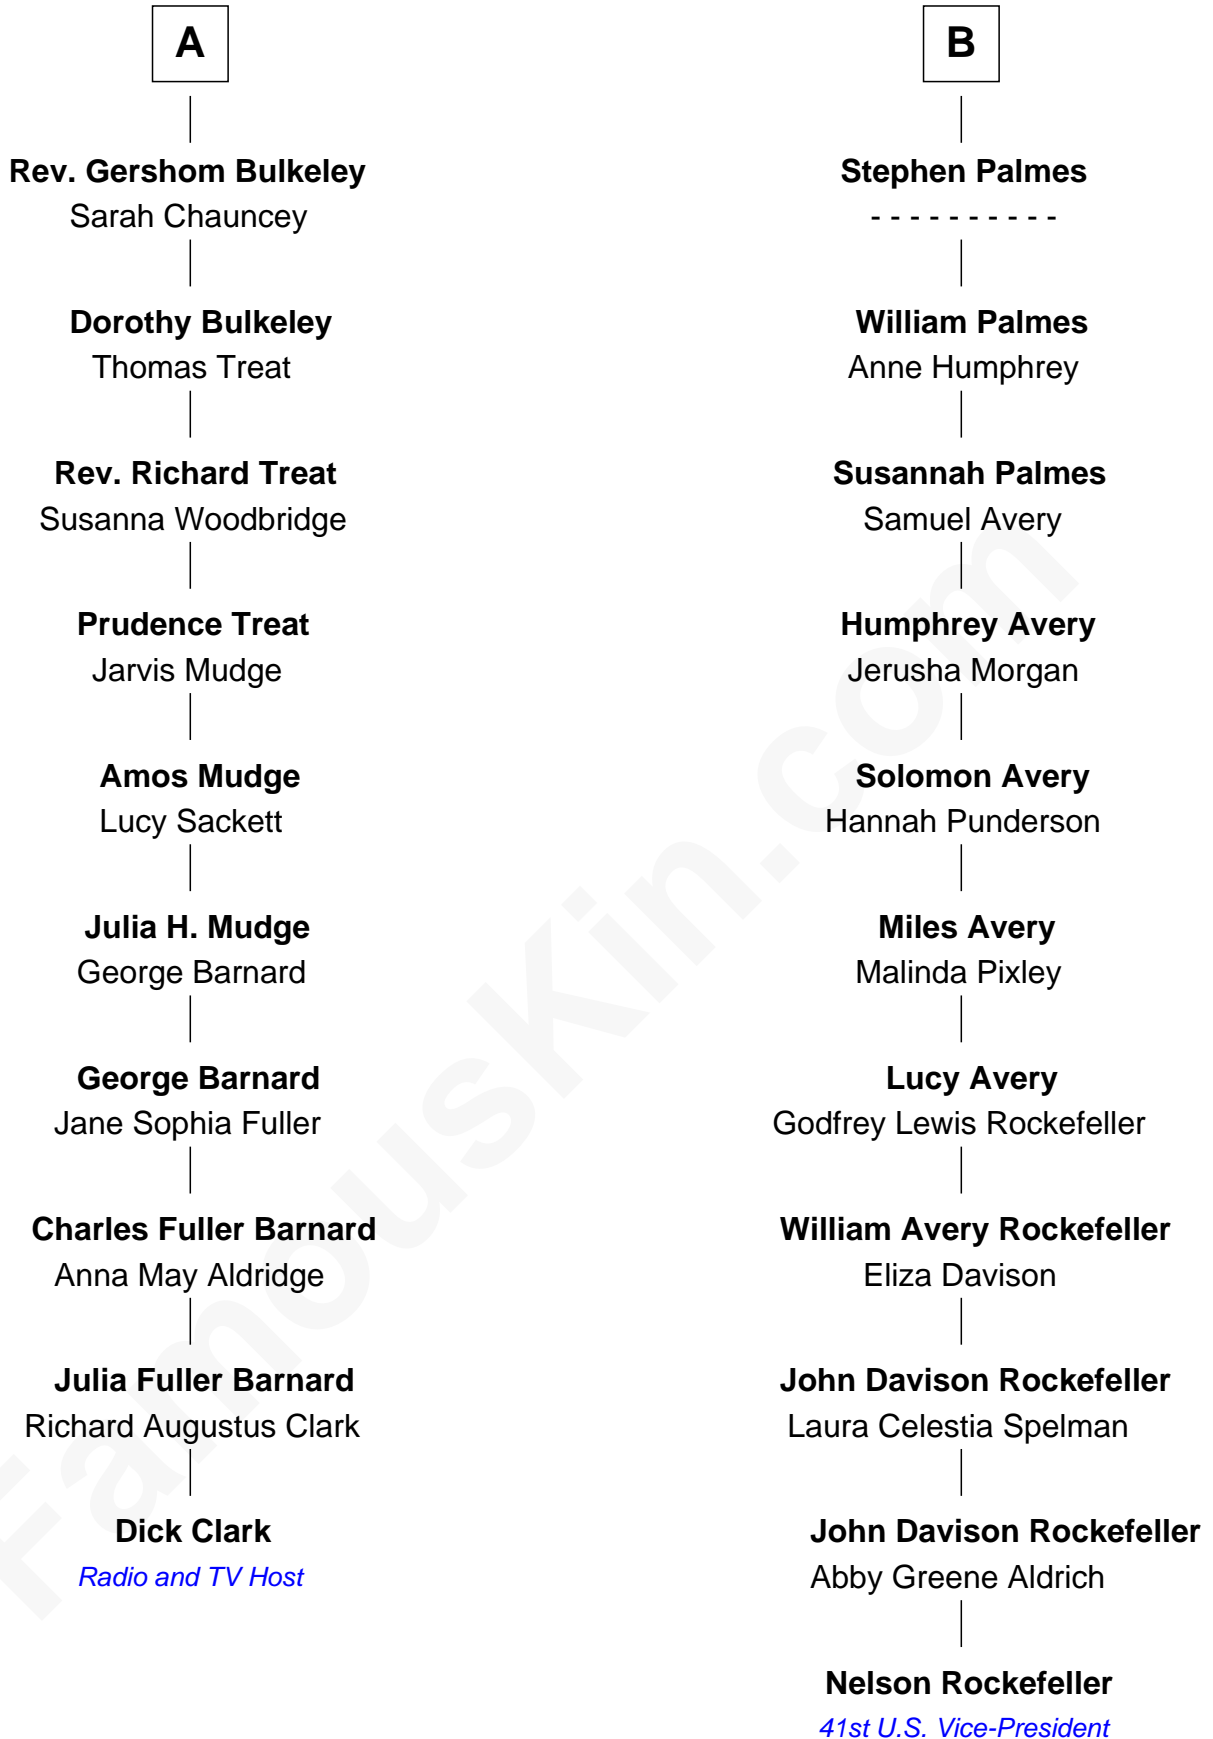 A
Rev. Gershom Bulkeley
Sarah Chauncey
Dorothy Bulkeley
Thomas Treat
Rev. Richard Treat
Susanna Woodbridge
Prudence Treat
Jarvis Mudge
Amos Mudge
Lucy Sackett
Julia H. Mudge
George Barnard
George Barnard
Jane Sophia Fuller
Charles Fuller Barnard
Anna May Aldridge
Julia Fuller Barnard
Richard Augustus Clark
Dick Clark
Radio and TV Host
B
Stephen Palmes
- - - - - - - - - -
William Palmes
Anne Humphrey
Susannah Palmes
Samuel Avery
Humphrey Avery
Jerusha Morgan
Solomon Avery
Hannah Punderson
Miles Avery
Malinda Pixley
Lucy Avery
Godfrey Lewis Rockefeller
William Avery Rockefeller
Eliza Davison
John Davison Rockefeller
Laura Celestia Spelman
John Davison Rockefeller
Abby Greene Aldrich
Nelson Rockefeller
41st U.S. Vice-President
FamousKin.com